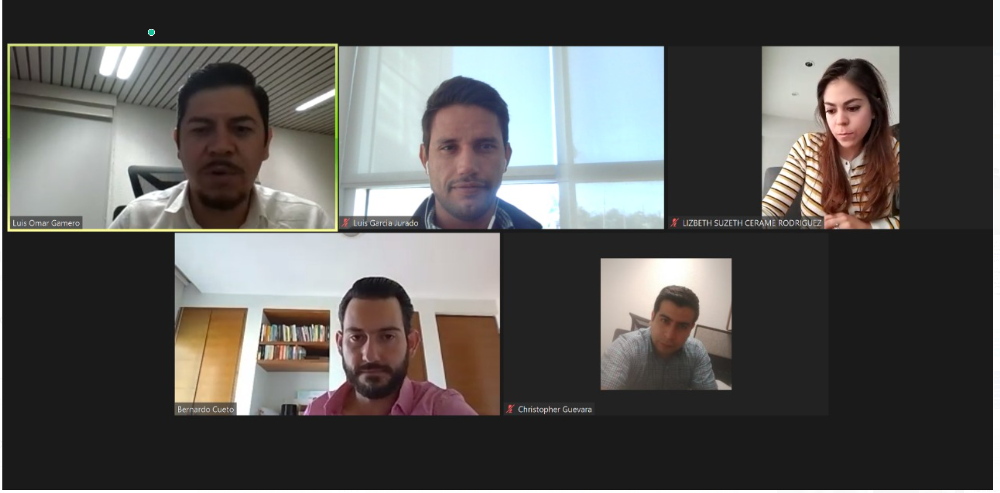 Luis Omar Gamero
Luis Garcia Jurado
LIZBETH SUZETH CERAME RODRIGUEZ
Bernardo Cueto
Christopher Guevara